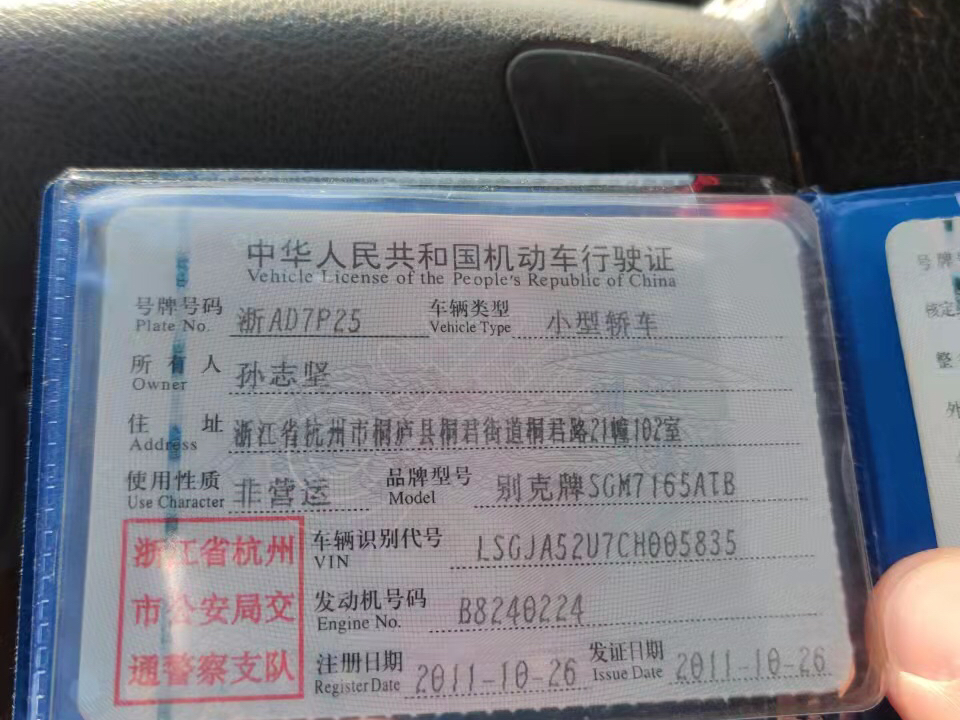 中华人民共和国机动车行驶证
Vehicle License of the People's Republic of China
号牌号码 浙AD7P25 车辆类型 小型轿车
Plate No. Vehicle Type
所有人 孙志坚
Owner
住址 浙江省杭州市桐庐县桐君街道桐君路21幢102室
Address
使用性质 非营运 品牌型号 别克牌SGM7165ATB
Use Character Model
浙江省杭州
市公安局交
通警察支队
车辆识别代号 LSGJA52U7CH005835
VIN
发动机号码 B8240224
Engine No.
注册日期 2011-10-26 发证日期 2011-10-26
Register Date Issue Date
号牌
核定
整
外